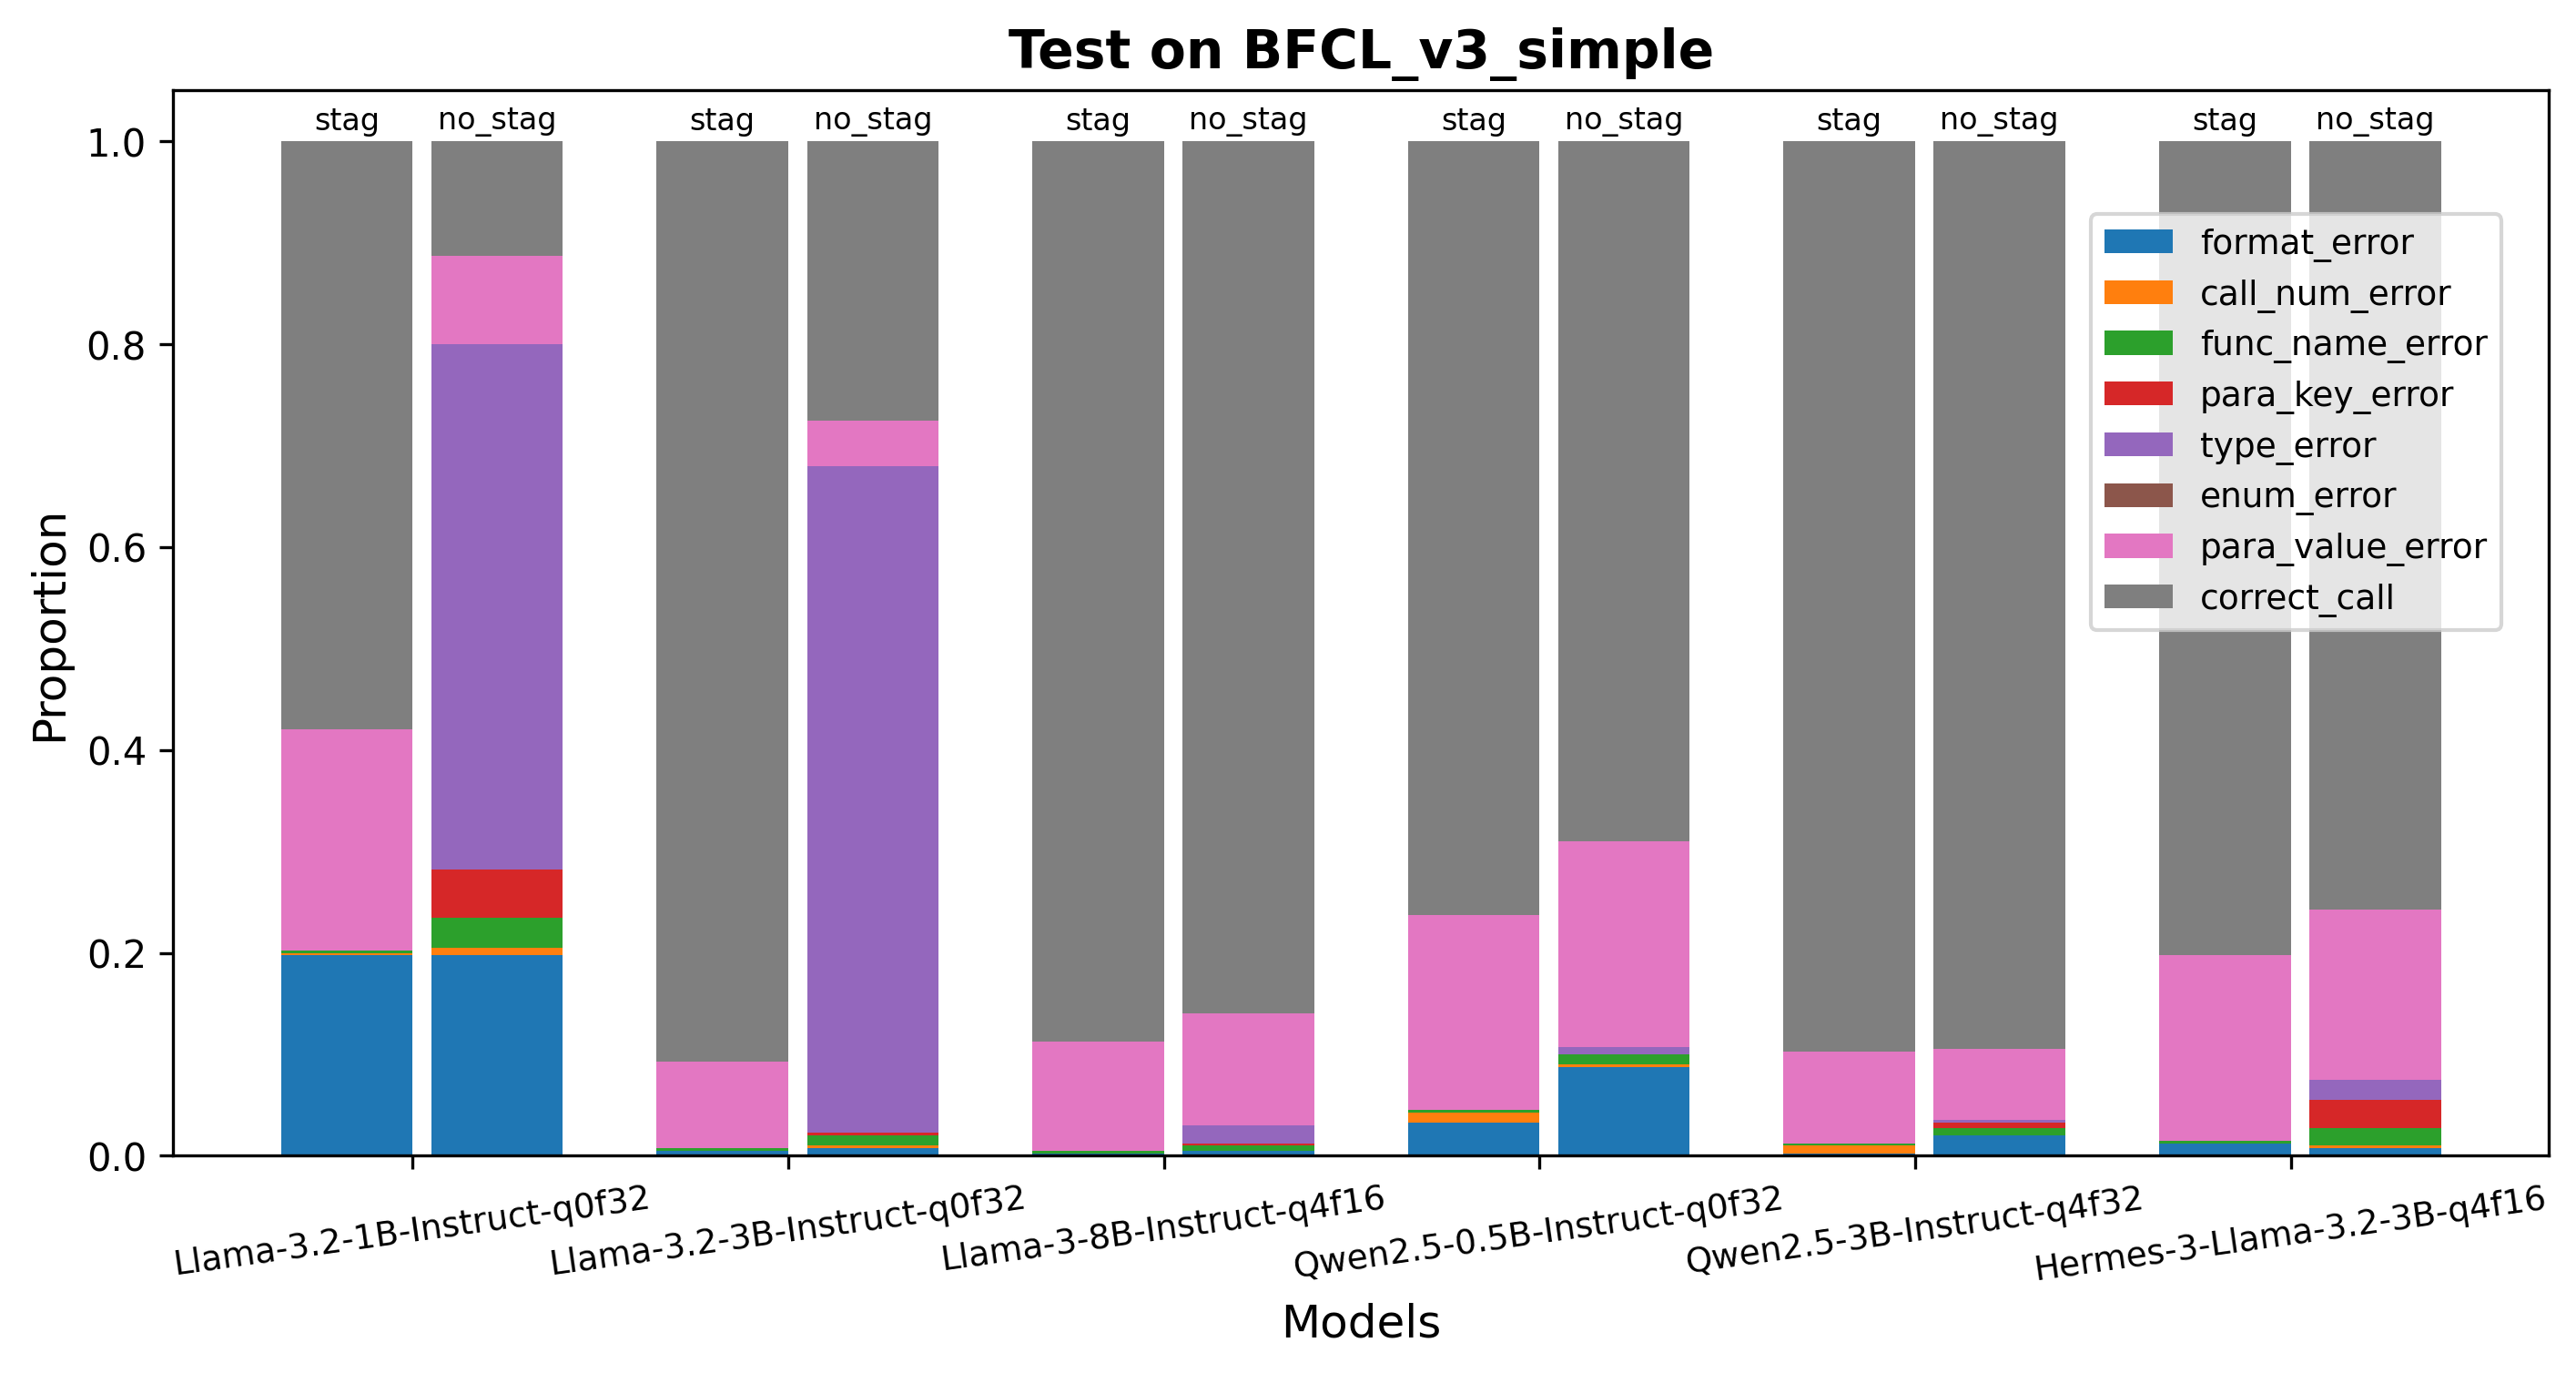 Test on BFCL_v3_simple
stag no_stag stag no_stag stag no_stag stag no_stag stag no_stag stag no_stag
1.0
0.8
0.6
0.4
0.2
0.0
Proportion
format_error
call_num_error
func_name_error
para_key_error
type_error
enum_error
para_value_error
correct_call
Llama-3.2-1B-Instruct-q0f32
Llama-3.2-3B-Instruct-q0f32
Llama-3-8B-Instruct-q4f16
Qwen2.5-0.5B-Instruct-q0f32
Qwen2.5-3B-Instruct-q4f32
Hermes-3-Llama-3.2-3B-q4f16
Models